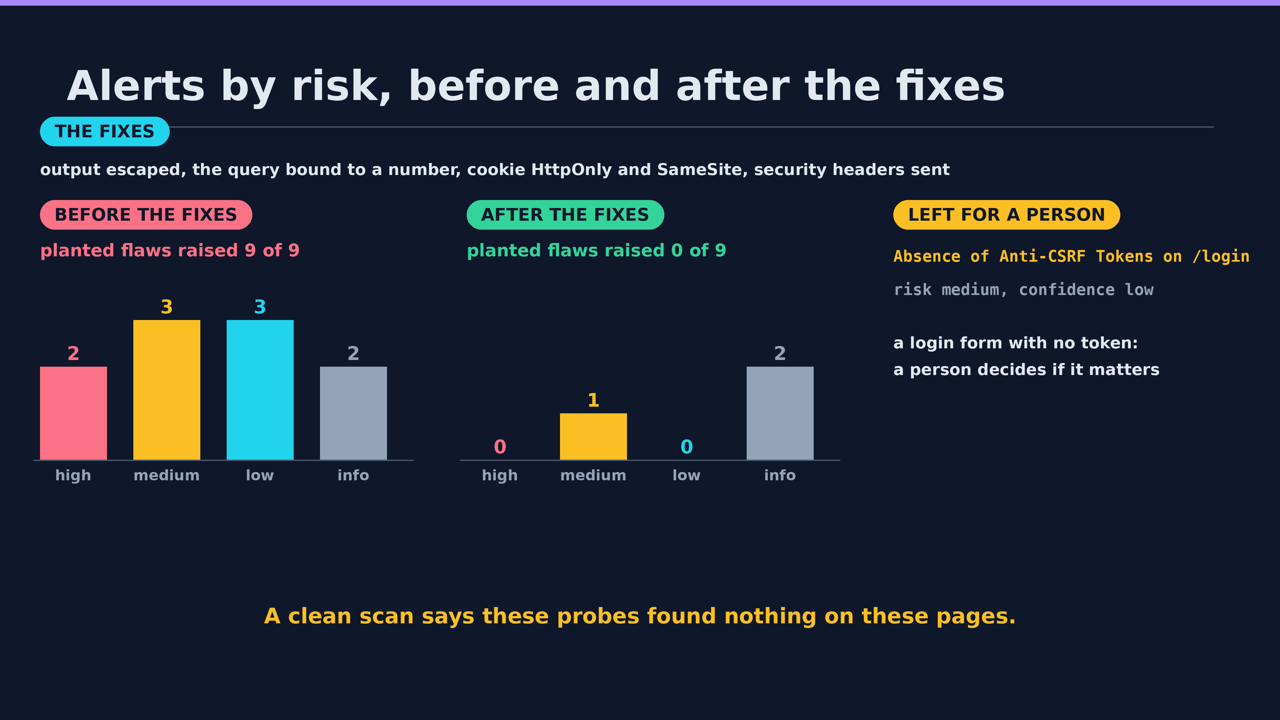 Alerts by risk, before and after the fixes
THE FIXES
output escaped, the query bound to a number, cookie HttpOnly and SameSite, security headers sent
BEFORE THE FIXES
planted flaws raised 9 of 9
2
3
3
2
high
medium
low
info
AFTER THE FIXES
planted flaws raised 0 of 9
0
1
0
2
high
medium
low
info
LEFT FOR A PERSON
Absence of Anti-CSRF Tokens on /login
risk medium, confidence low
a login form with no token:
a person decides if it matters
A clean scan says these probes found nothing on these pages.